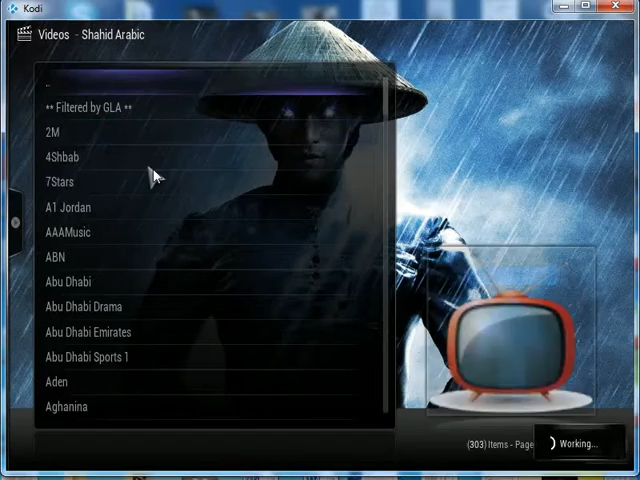 Kodi
Videos - Shahid Arabic
..
** Filtered by GLA **
2M
4Shbab
7Stars
A1 Jordan
AAAMusic
ABN
Abu Dhabi
Abu Dhabi Drama
Abu Dhabi Emirates
Abu Dhabi Sports 1
Aden
Aghanina
(303) Items - Page
Working...